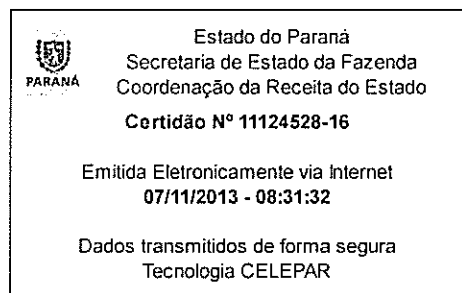 Estado do Paraná
Secretaria de Estado da Fazenda
PARANÁ
Coordenação da Receita do Estado
Certidão Nº 11124528-16
Emitida Eletronicamente via Internet
07/11/2013 - 08:31:32
Dados transmitidos de forma segura
Tecnologia CELEPAR